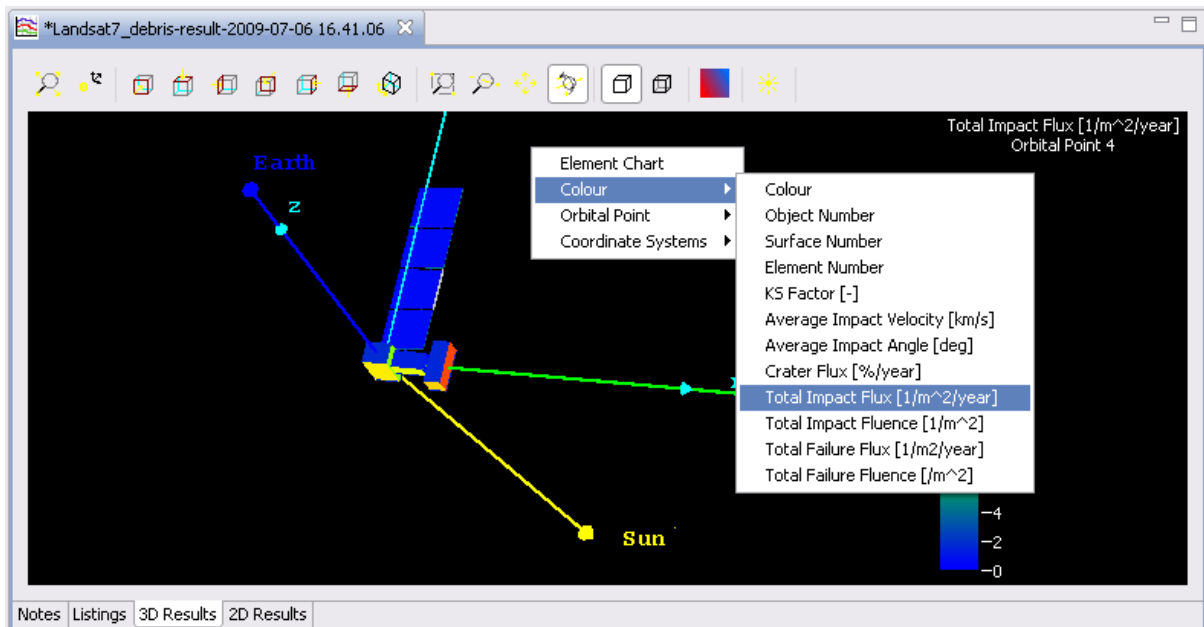 *Landsat7_debris-result-2009-07-06 16.41.06
Total Impact Flux [1/m^2/year]
Orbital Point 4
Earth
z
Element Chart
Colour
Orbital Point
Coordinate Systems
Colour
Object Number
Surface Number
Element Number
KS Factor [-]
Average Impact Velocity [km/s]
Average Impact Angle [deg]
Crater Flux [%/year]
Total Impact Flux [1/m^2/year]
Total Impact Fluence [1/m^2]
Total Failure Flux [1/m2/year]
Total Failure Fluence [/m^2]
Sun
4
2
0
Notes Listings 3D Results 2D Results